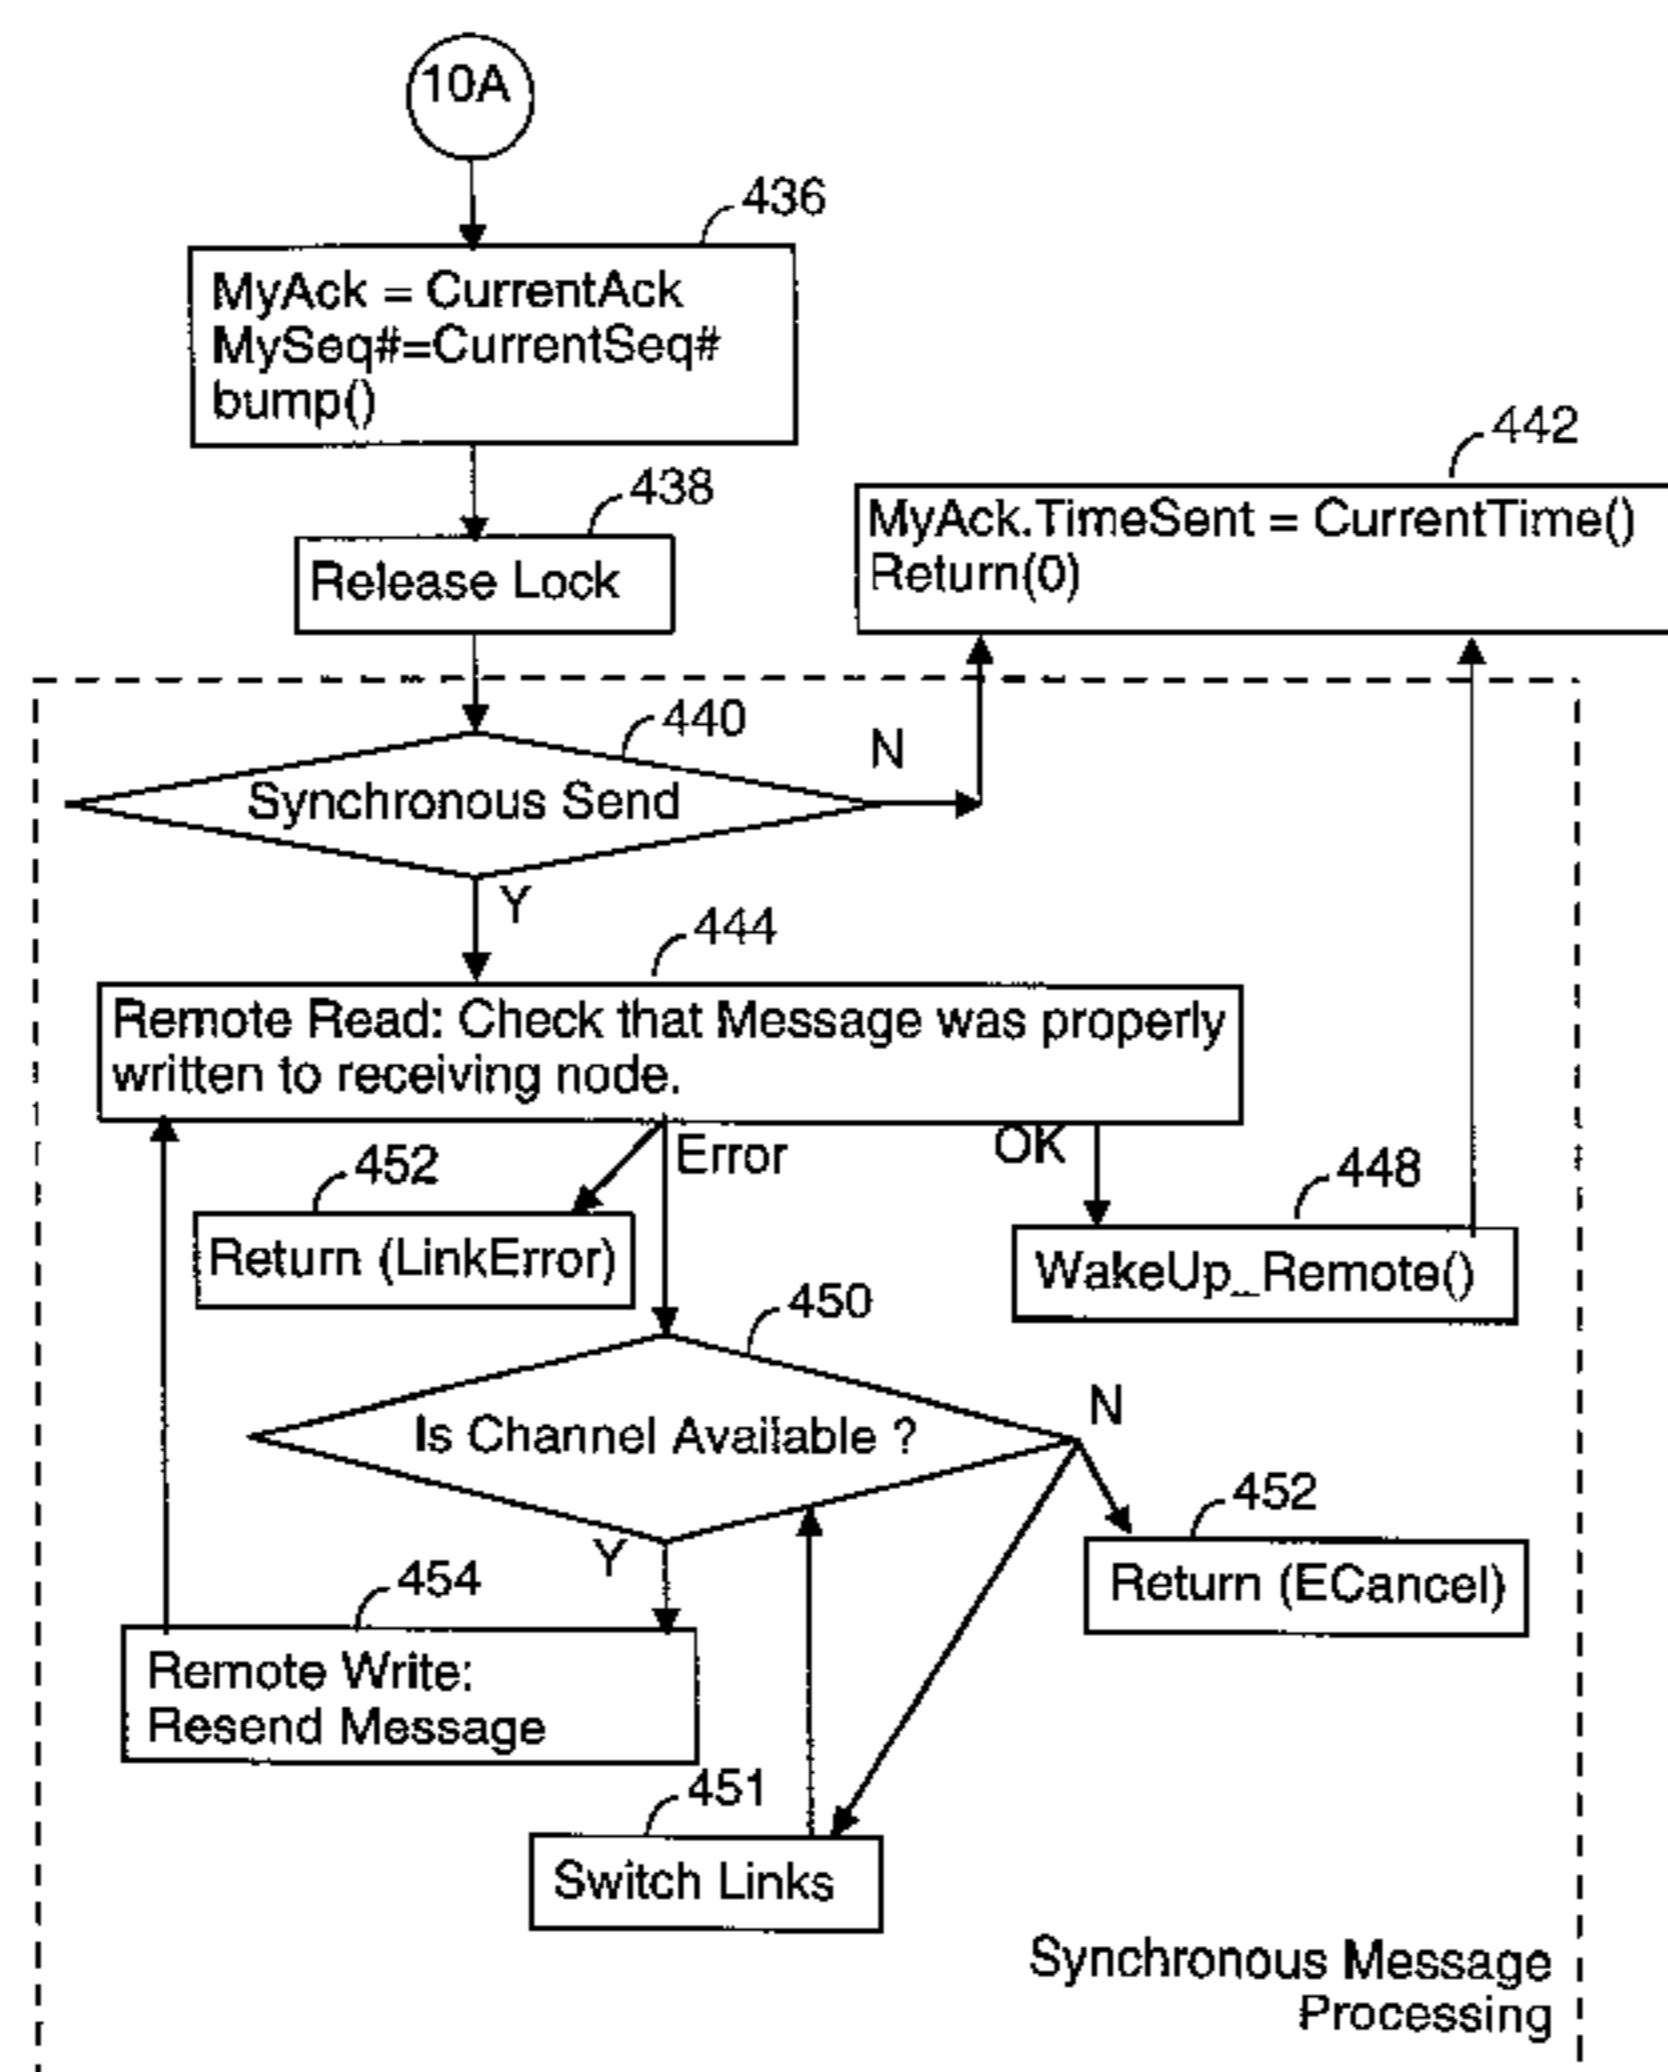 10A
436
MyAck = CurrentAck
MySeq#=CurrentSeq#
bump()
438
Release Lock
442
MyAck.TimeSent = CurrentTime()
Return(0)
440
Synchronous Send
N
Y
444
Remote Read: Check that Message was properly
written to receiving node.
Error
OK
452
Return (LinkError)
448
WakeUp_Remote()
450
Is Channel Available ?
N
Y
452
Return (ECancel)
454
Remote Write:
Resend Message
451
Switch Links
Synchronous Message
Processing